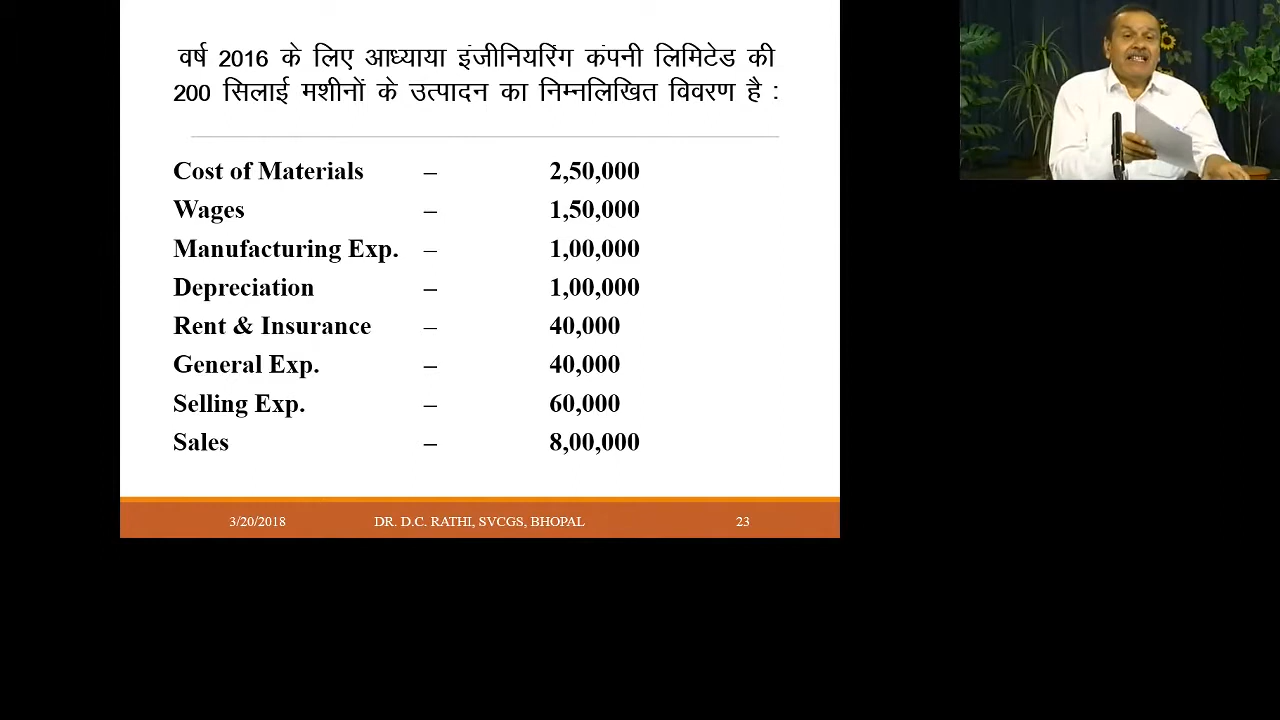 वर्ष 2016 के लिए आध्याया इंजीनियरिंग कंपनी लिमिटेड की
200 सिलाई मशीनों के उत्पादन का निम्नलिखित विवरण है :
Cost of Materials – 2,50,000
Wages – 1,50,000
Manufacturing Exp. – 1,00,000
Depreciation – 1,00,000
Rent & Insurance – 40,000
General Exp. – 40,000
Selling Exp. – 60,000
Sales – 8,00,000
3/20/2018 DR. D.C. RATHI, SVCGS, BHOPAL 23